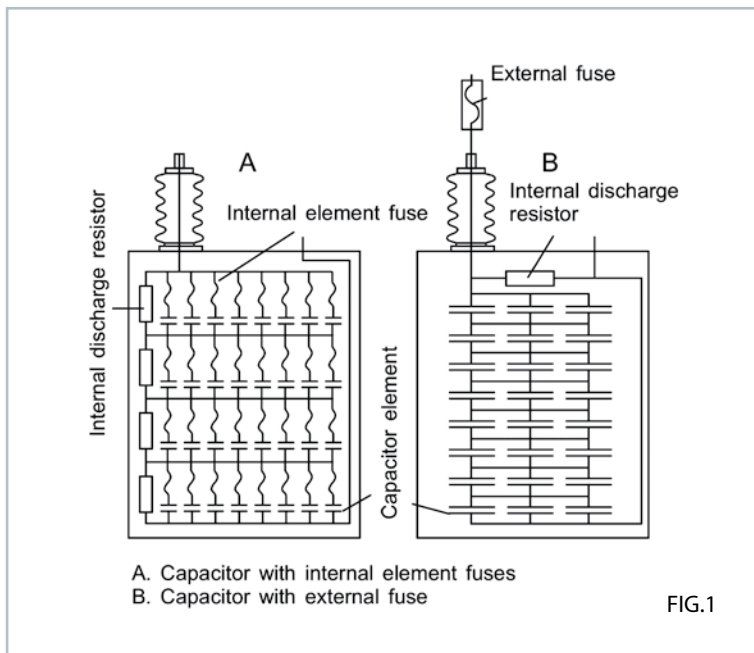 External fuse
A
B
Internal element fuse
Internal discharge
resistor
Internal discharge resistor
Capacitor element
A. Capacitor with internal element fuses
B. Capacitor with external fuse
FIG.1